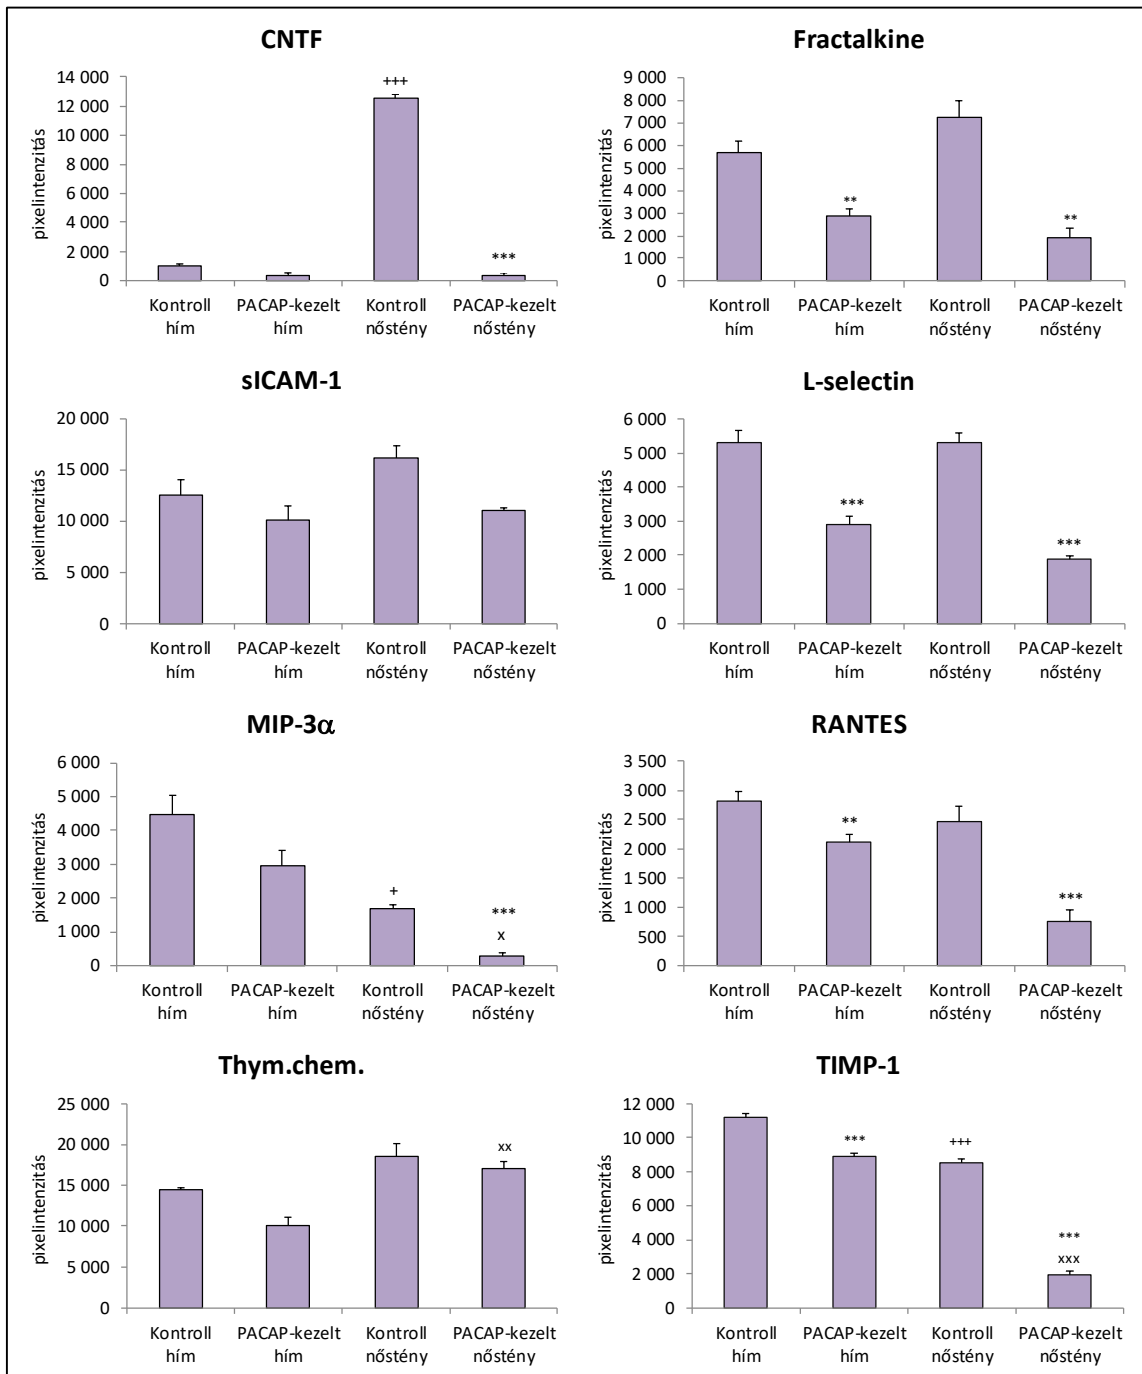 CNTF
pixelintenzitás
14 000
12 000
10 000
8 000
6 000
4 000
2 000
0
+++
***
Kontroll PACAP-kezelt Kontroll PACAP-kezelt
hím hím nőstény nőstény
Fractalkine
pixelintenzitás
9 000
8 000
7 000
6 000
5 000
4 000
3 000
2 000
1 000
0
**
**
Kontroll PACAP-kezelt Kontroll PACAP-kezelt
hím hím nőstény nőstény
sICAM-1
pixelintenzitás
20 000
15 000
10 000
5 000
0
Kontroll PACAP-kezelt Kontroll PACAP-kezelt
hím hím nőstény nőstény
L-selectin
pixelintenzitás
6 000
5 000
4 000
3 000
2 000
1 000
0
***
***
Kontroll PACAP-kezelt Kontroll PACAP-kezelt
hím hím nőstény nőstény
MIP-3α
pixelintenzitás
6 000
5 000
4 000
3 000
2 000
1 000
0
+
***
x
Kontroll PACAP-kezelt Kontroll PACAP-kezelt
hím hím nőstény nőstény
RANTES
pixelintenzitás
3 500
3 000
2 500
2 000
1 500
1 000
500
0
**
***
Kontroll PACAP-kezelt Kontroll PACAP-kezelt
hím hím nőstény nőstény
Thym.chem.
pixelintenzitás
25 000
20 000
15 000
10 000
5 000
0
xx
Kontroll PACAP-kezelt Kontroll PACAP-kezelt
hím hím nőstény nőstény
TIMP-1
pixelintenzitás
12 000
10 000
8 000
6 000
4 000
2 000
0
***
+++
***
xxx
Kontroll PACAP-kezelt Kontroll PACAP-kezelt
hím hím nőstény nőstény